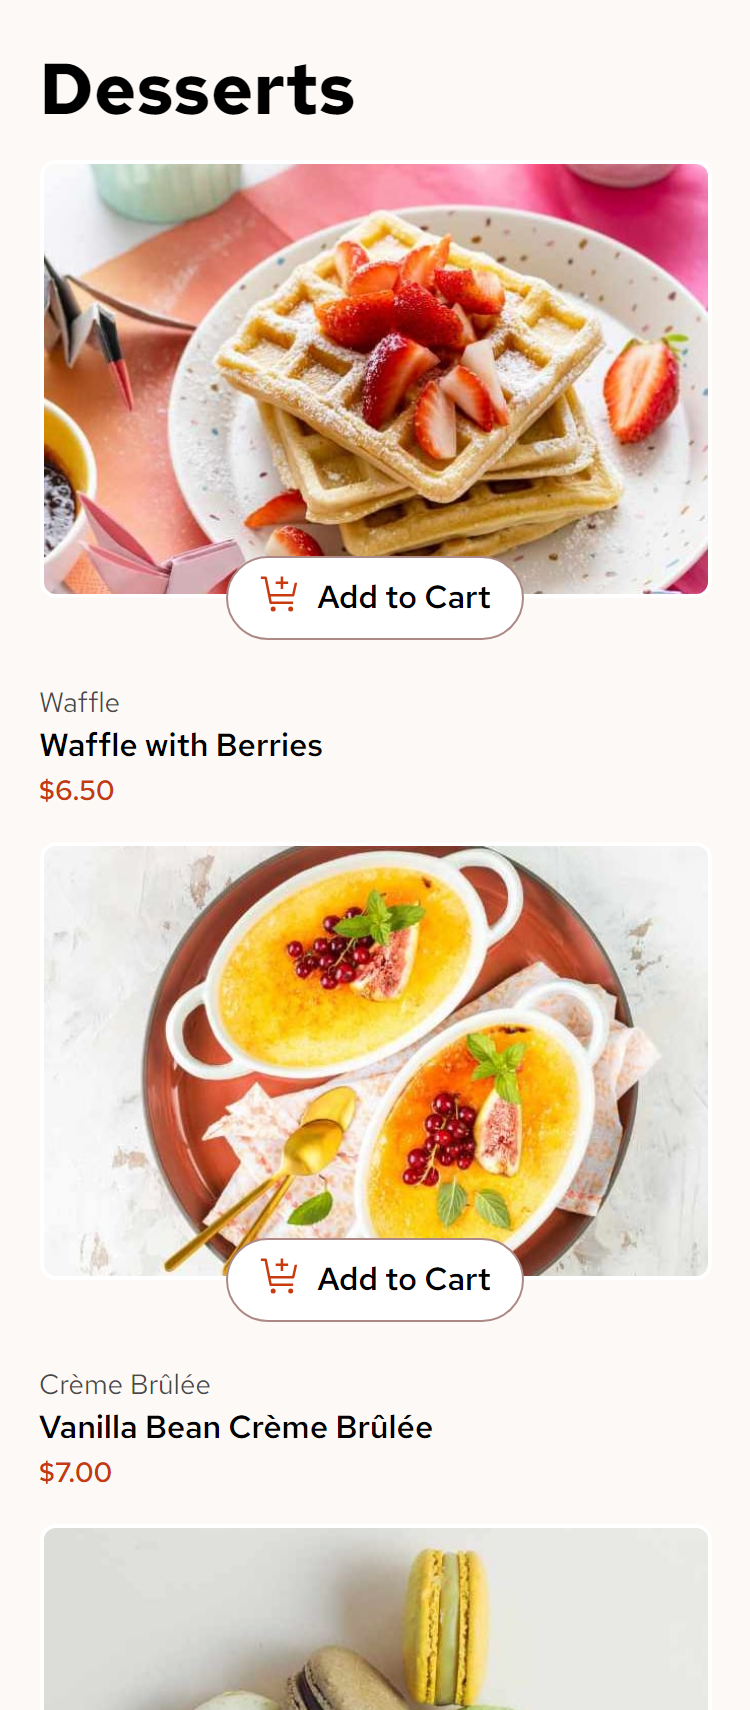 Desserts
Add to Cart
Waffle
Waffle with Berries
$6.50
Add to Cart
Crème Brûlée
Vanilla Bean Crème Brûlée
$7.00